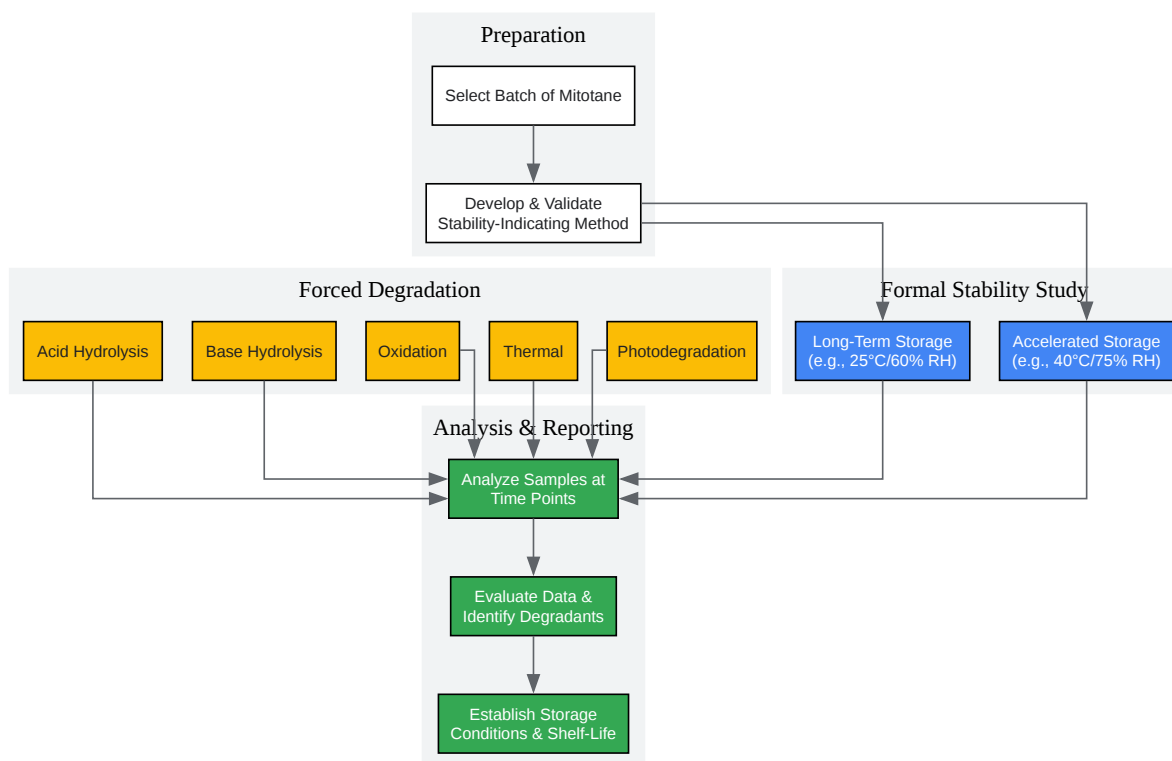 Preparation
Select Batch of Mitotane
Develop & Validate
Stability-Indicating Method
Forced Degradation
Formal Stability Study
Acid Hydrolysis
Base Hydrolysis
Oxidation
Thermal
Photodegradation
Long-Term Storage
(e.g., 25°C/60% RH)
Accelerated Storage
(e.g., 40°C/75% RH)
Analysis & Reporting
Analyze Samples at
Time Points
Evaluate Data &
Identify Degradants
Establish Storage
Conditions & Shelf-Life